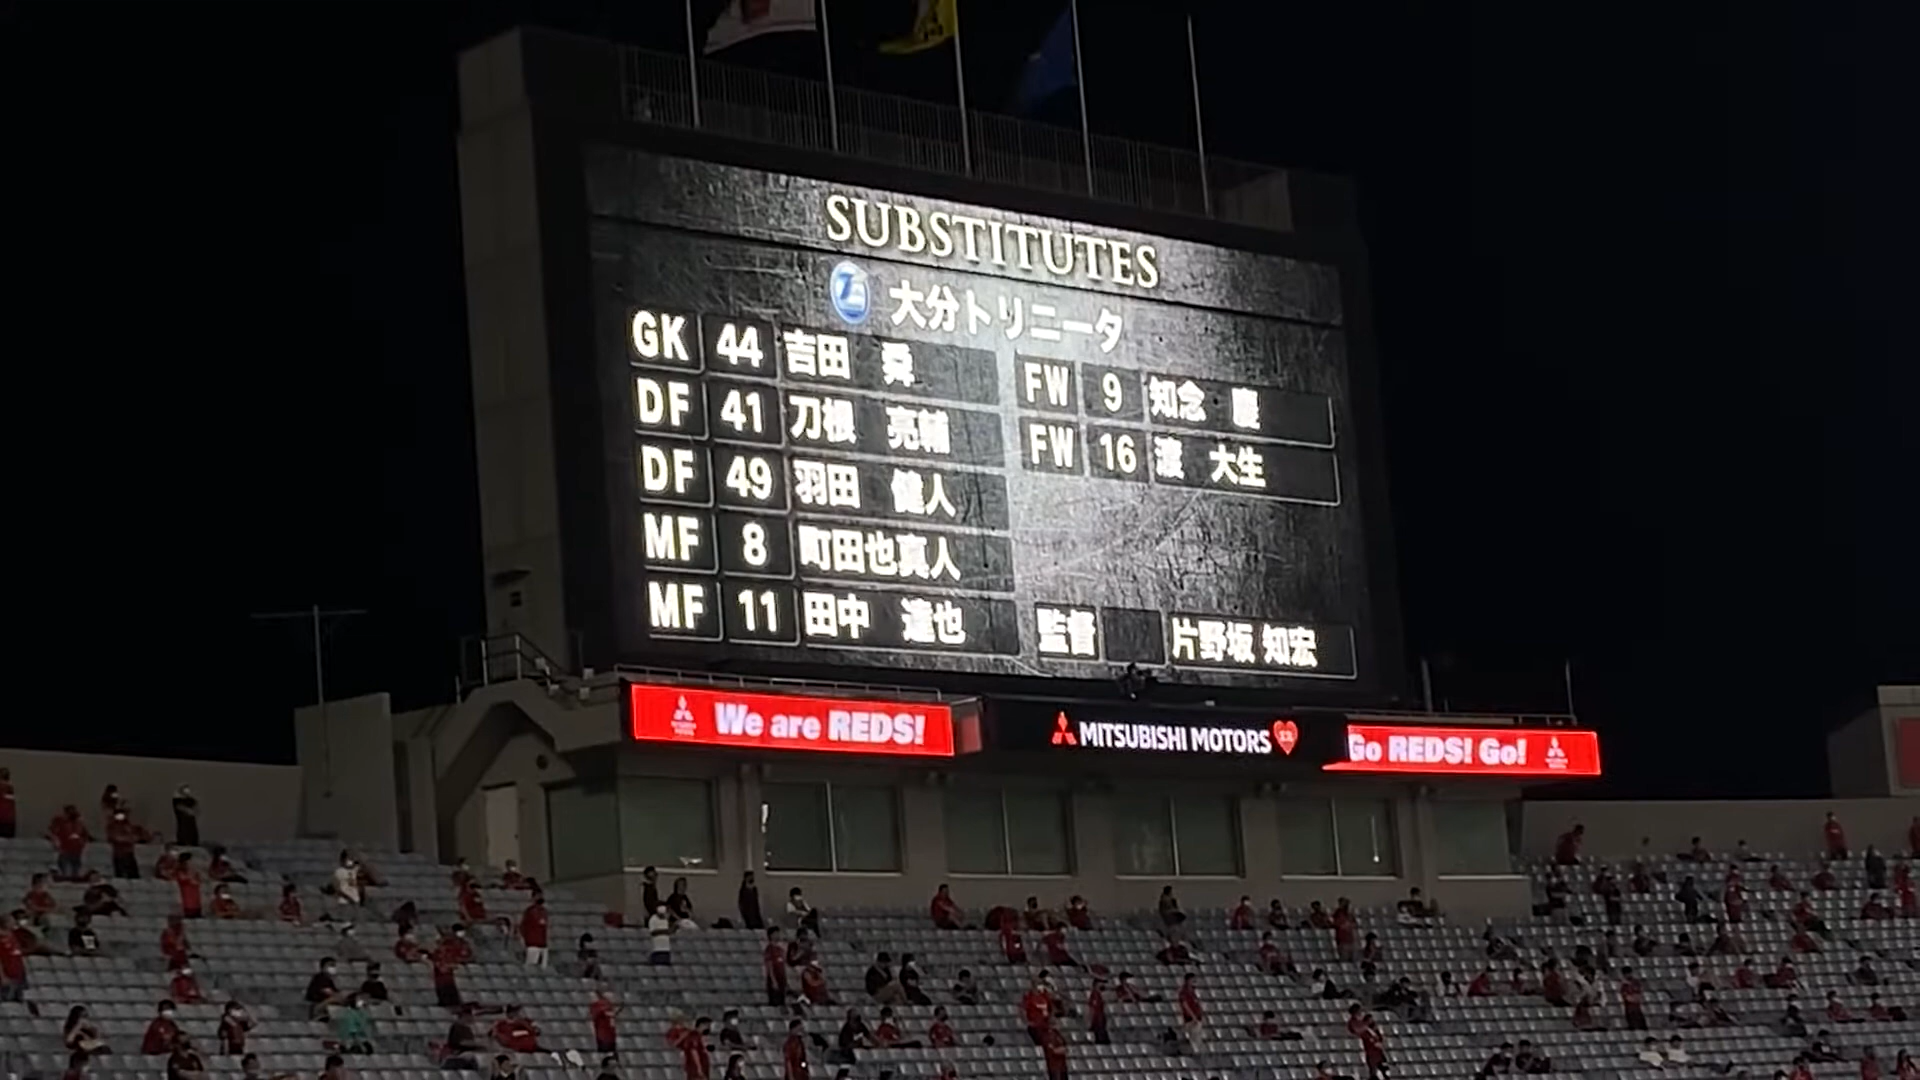 SUBSTITUTES
大分トリニータ
GK 44 吉田 舜
DF 41 刀根 亮輔
DF 49 羽田 健人
MF 8 町田也真人
MF 11 田中 達也
FW 9 知念 慶
FW 16 渡 大生
監督 片野坂 知宏
We are REDS!
MITSUBISHI MOTORS
Go REDS! Go!